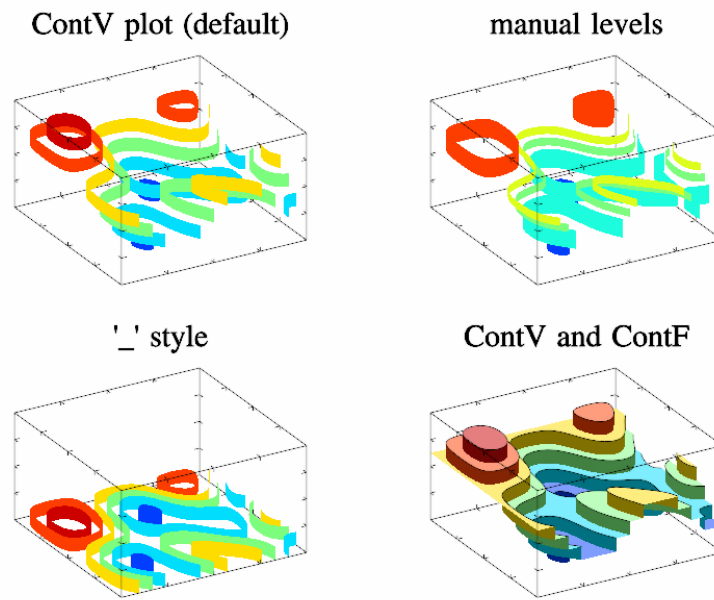 ContV plot (default)
manual levels
'_' style
ContV and ContF